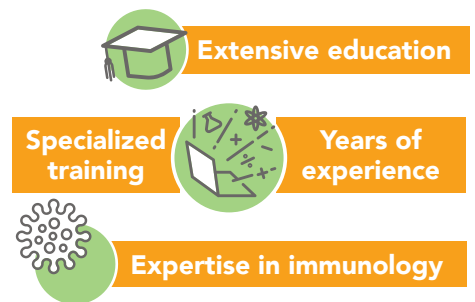 Extensive education
Specialized
training
Years of
experience
Expertise in immunology